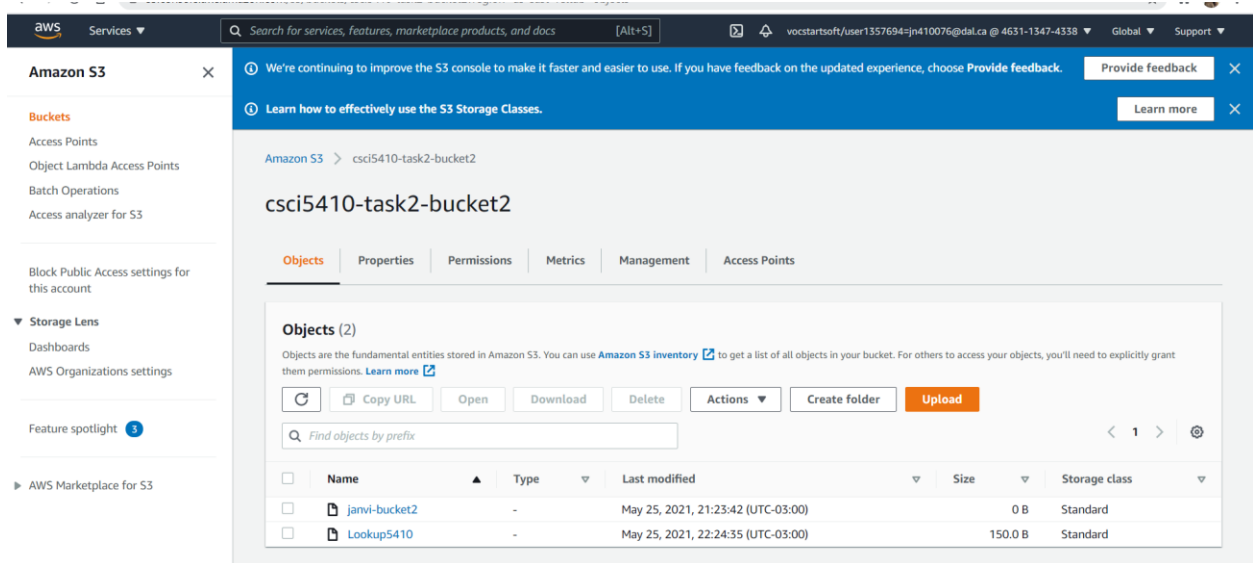 aws Services ▼ Search for services, features, marketplace products, and docs [Alt+S] vocstartsoft/user1357694=jn410076@dal.ca @ 4631-1347-4338 ▼ Global ▼ Support ▼
Amazon S3
We're continuing to improve the S3 console to make it faster and easier to use. If you have feedback on the updated experience, choose Provide feedback. Provide feedback
Learn how to effectively use the S3 Storage Classes. Learn more
Buckets
Access Points
Object Lambda Access Points
Batch Operations
Access analyzer for S3
Block Public Access settings for
this account
Storage Lens
Dashboards
AWS Organizations settings
Feature spotlight 3
AWS Marketplace for S3
Amazon S3 > csci5410-task2-bucket2
csci5410-task2-bucket2
Objects Properties Permissions Metrics Management Access Points
Objects (2)
Objects are the fundamental entities stored in Amazon S3. You can use Amazon S3 inventory to get a list of all objects in your bucket. For others to access your objects, you'll need to explicitly grant
them permissions. Learn more
Copy URL Open Download Delete Actions ▼ Create folder Upload
Find objects by prefix < 1 >
Name Type Last modified Size Storage class
janvi-bucket2 - May 25, 2021, 21:23:42 (UTC-03:00) 0 B Standard
Lookup5410 - May 25, 2021, 22:24:35 (UTC-03:00) 150.0 B Standard